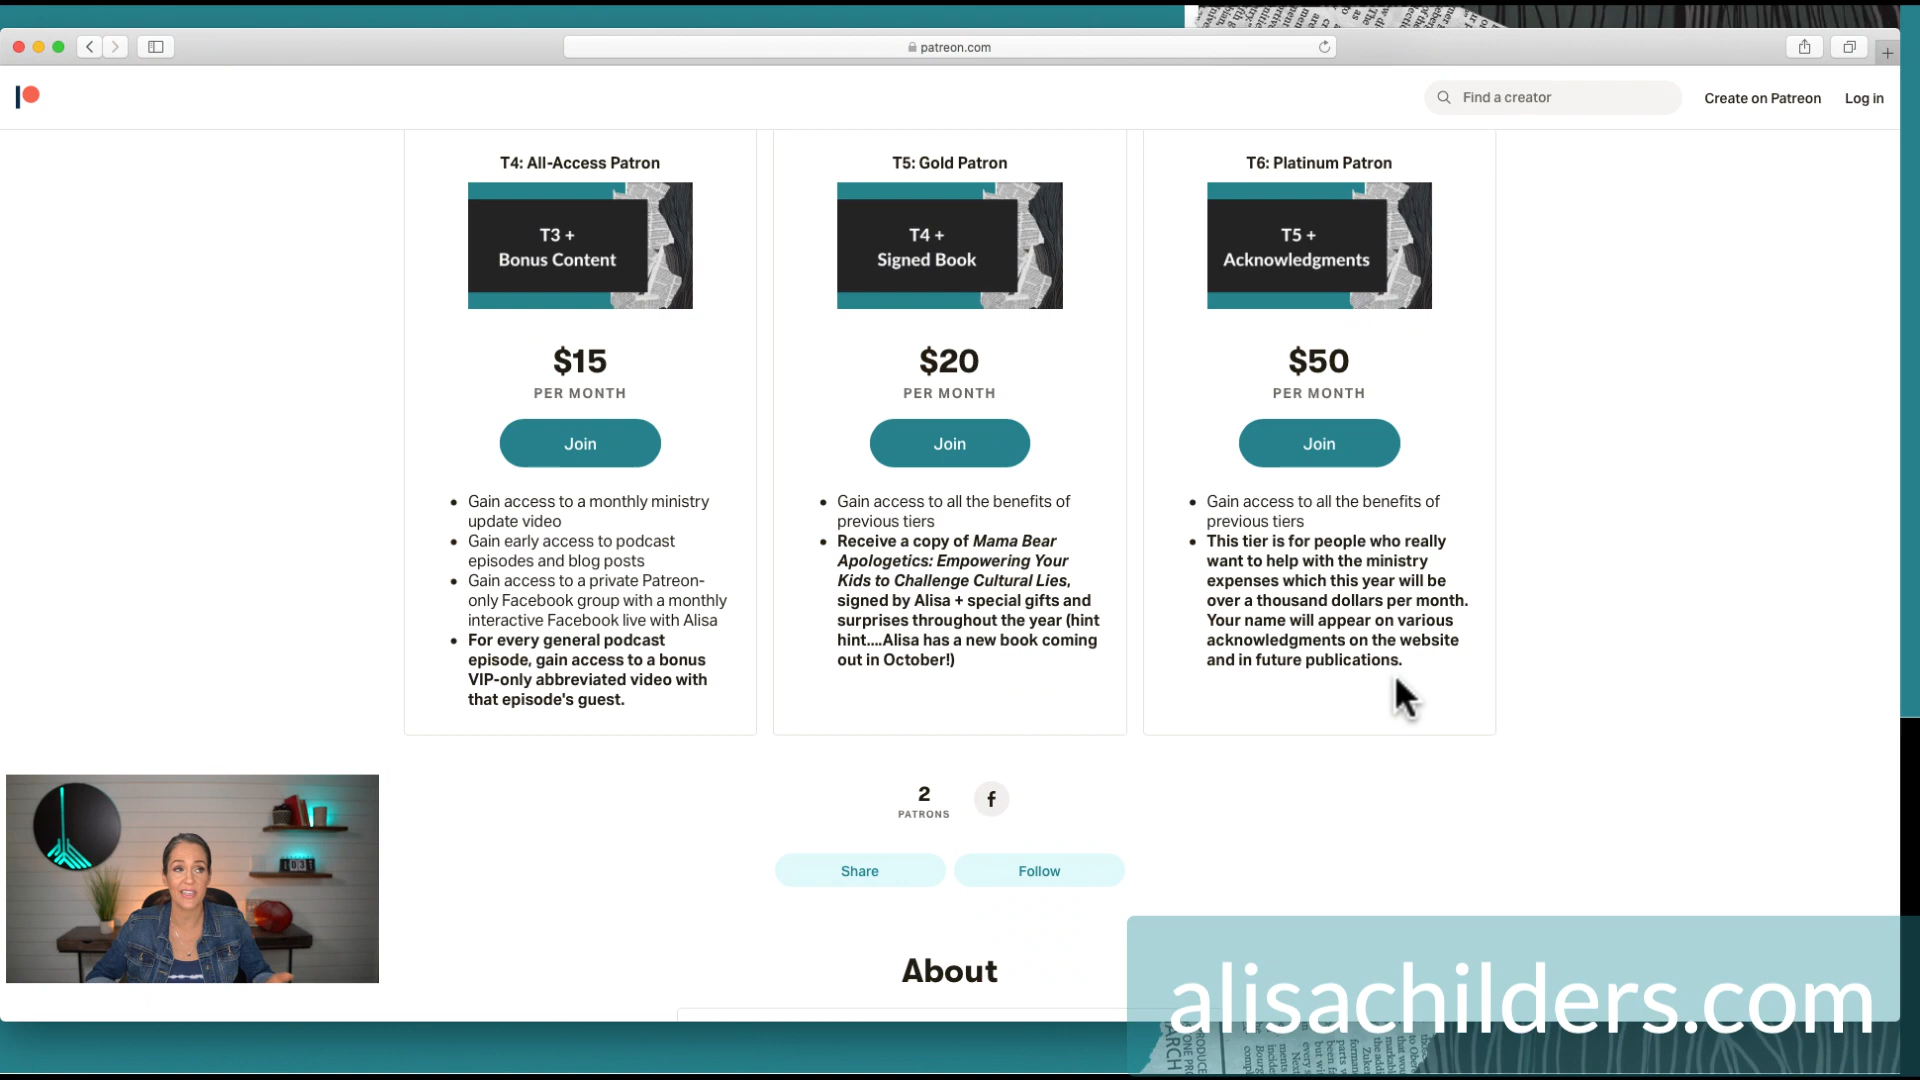 patreon.com
Find a creator
Create on Patreon
Log in
T4: All-Access Patron
T3 +
Bonus Content
$15
PER MONTH
Join
• Gain access to a monthly ministry
update video
• Gain early access to podcast
episodes and blog posts
• Gain access to a private Patreon-
only Facebook group with a monthly
interactive Facebook live with Alisa
• For every general podcast
episode, gain access to a bonus
VIP-only abbreviated video with
that episode's guest.
T5: Gold Patron
T4 +
Signed Book
$20
PER MONTH
Join
• Gain access to all the benefits of
previous tiers
• Receive a copy of Mama Bear
Apologetics: Empowering Your
Kids to Challenge Cultural Lies,
signed by Alisa + special gifts and
surprises throughout the year (hint
hint....Alisa has a new book coming
out in October!)
T6: Platinum Patron
T5 +
Acknowledgments
$50
PER MONTH
Join
• Gain access to all the benefits of
previous tiers
• This tier is for people who really
want to help with the ministry
expenses which this year will be
over a thousand dollars per month.
Your name will appear on various
acknowledgments on the website
and in future publications.
2
PATRONS
Share
Follow
About
alisachilders.com